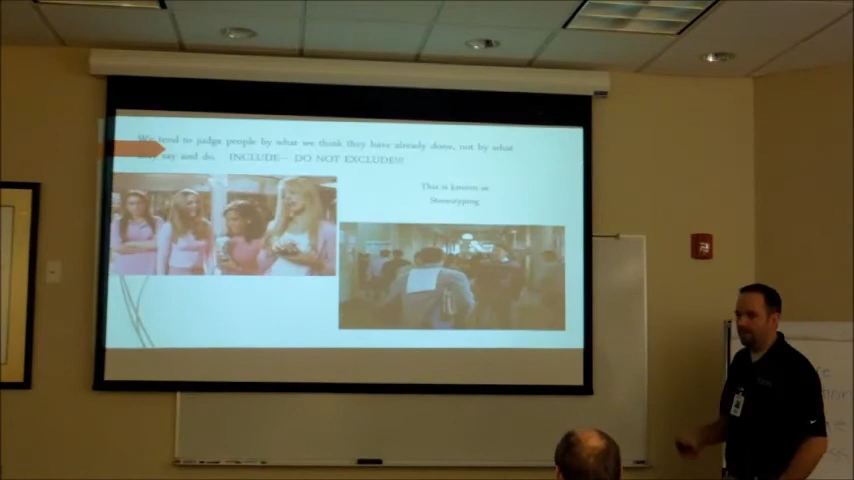 We tend to judge people by what we think they have already done, not by what
they say and do. INCLUDE— DO NOT EXCLUDE!!!
That is known as
Stereotyping